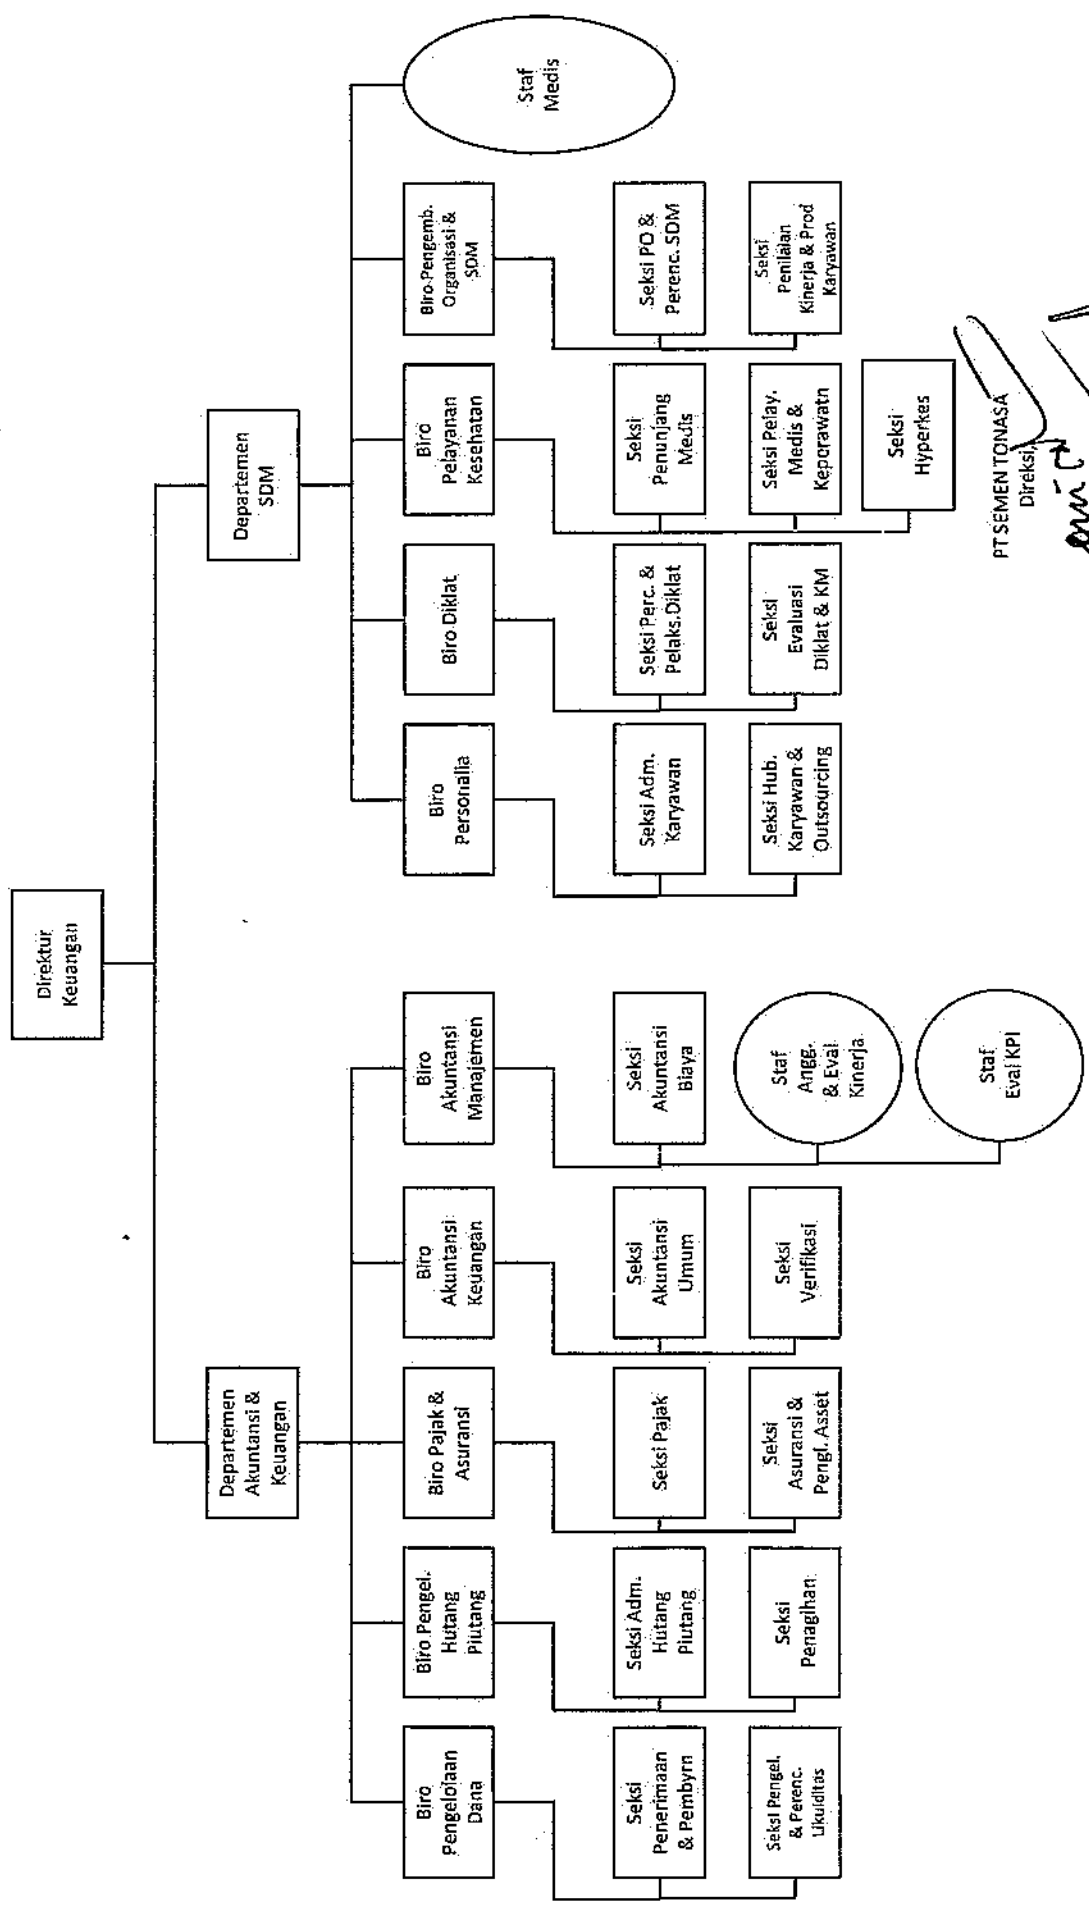 Direktur
Keuangan
Departemen
Akuntansi &
Keuangan
Departemen
SDM
Biro
Pengelolaan
Dana
Biro Pengel.
Hutang
Piutang
Biro Pajak &
Asuransi
Biro
Akuntansi
Keuangan
Biro
Akuntansi
Manajemen
Biro
Personalia
Biro Diklat
Biro
Pelayanan
Kesehatan
Biro Pengemb.
Organisasi &
SDM
Staf
Medis
Seksi
Penerimaan
& Pembyrn
Seksi Adm.
Hutang
Piutang
Seksi Pajak
Seksi
Akuntansi
Umum
Seksi
Akuntansi
Biaya
Seksi Adm.
Karyawan
Seksi Perc. &
Pelaks.Diklat
Seksi
Penunjang
Medis
Seksi PO &
Perenc. SDM
Seksi Pengel.
& Perenc.
Likuiditas
Seksi
Penagihan
Seksi
Asuransi &
Pengl. Asset
Seksi
Verifikasi
Staf
Angg.
& Eval
Kinerja
Seksi Hub.
Karyawan &
Outsourcing
Seksi
Evaluasi
Diklat & KM
Seksi Pelay.
Medis &
Keperawatn
Seksi
Penilaian
Kinerja & Prod
Karyawan
Staf
Eval KPI
Seksi
Hyperkes
PT SEMEN TONASA
Direksi,